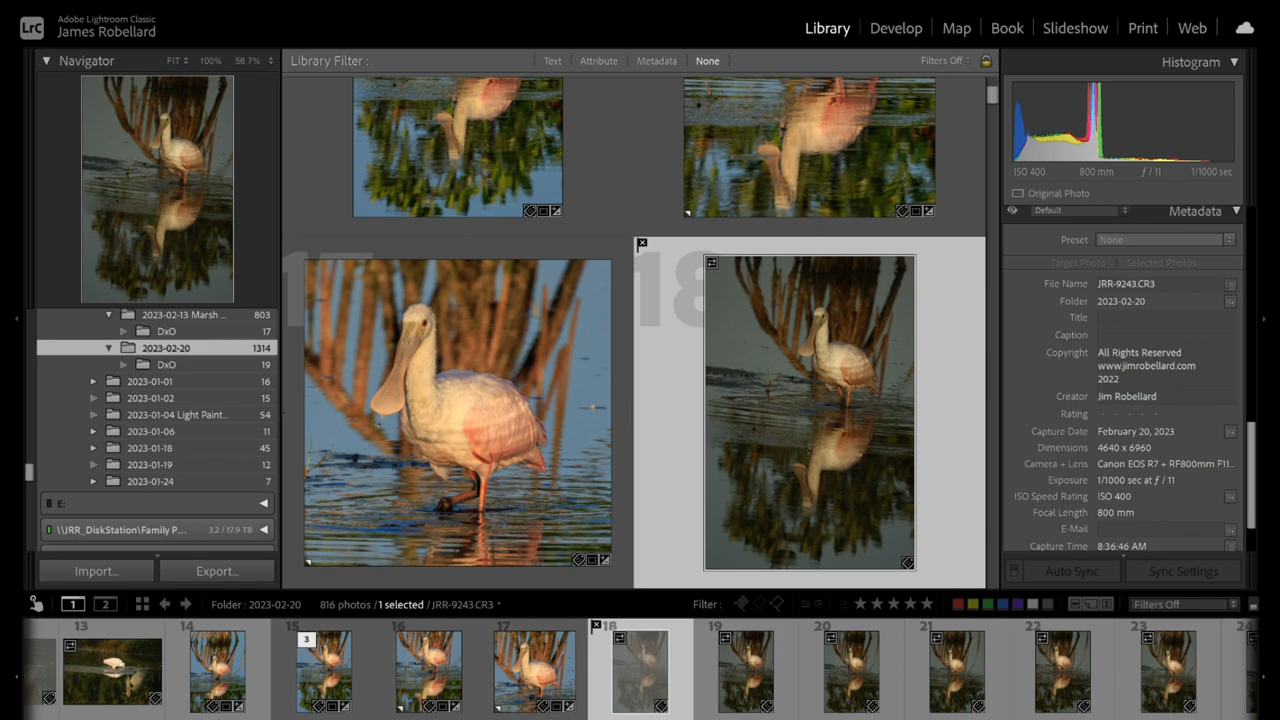 LrC
Adobe Lightroom Classic
James Robellard
Library
Develop
Map
Book
Slideshow
Print
Web
Navigator
FIT
100%
56.7%
Library Filter :
Text
Attribute
Metadata
None
Filters Off
Histogram
ISO 400
800 mm
ƒ / 11
1/1000 sec
Original Photo
Default
Metadata
Preset
None
Target Photo
Selected Photos
File Name
JRR-9243.CR3
Folder
2023-02-20
Title
Caption
Copyright
All Rights Reserved
www.jimrobellard.com
2022
Creator
Jim Robellard
Rating
Capture Date
February 20, 2023
Dimensions
4640 x 6960
Camera + Lens
Canon EOS R7 + RF800mm F11...
Exposure
1/1000 sec at ƒ / 11
ISO Speed Rating
ISO 400
Focal Length
800 mm
E-Mail
Capture Time
8:36:46 AM
Auto Sync
Sync Settings
2023-02-13 Marsh ...
803
DxO
17
2023-02-20
1314
DxO
19
2023-01-01
16
2023-01-02
15
2023-01-04 Light Paint...
54
2023-01-06
11
2023-01-18
45
2023-01-19
12
2023-01-24
7
E:
\\JRR_DiskStation\Family P...
3.2 / 17.9 TB
Import...
Export...
17
18
1
2
Folder : 2023-02-20
816 photos / 1 selected / JRR-9243.CR3
Filter :
Filters Off
13
14
15
16
17
18
19
20
21
22
23
24
3